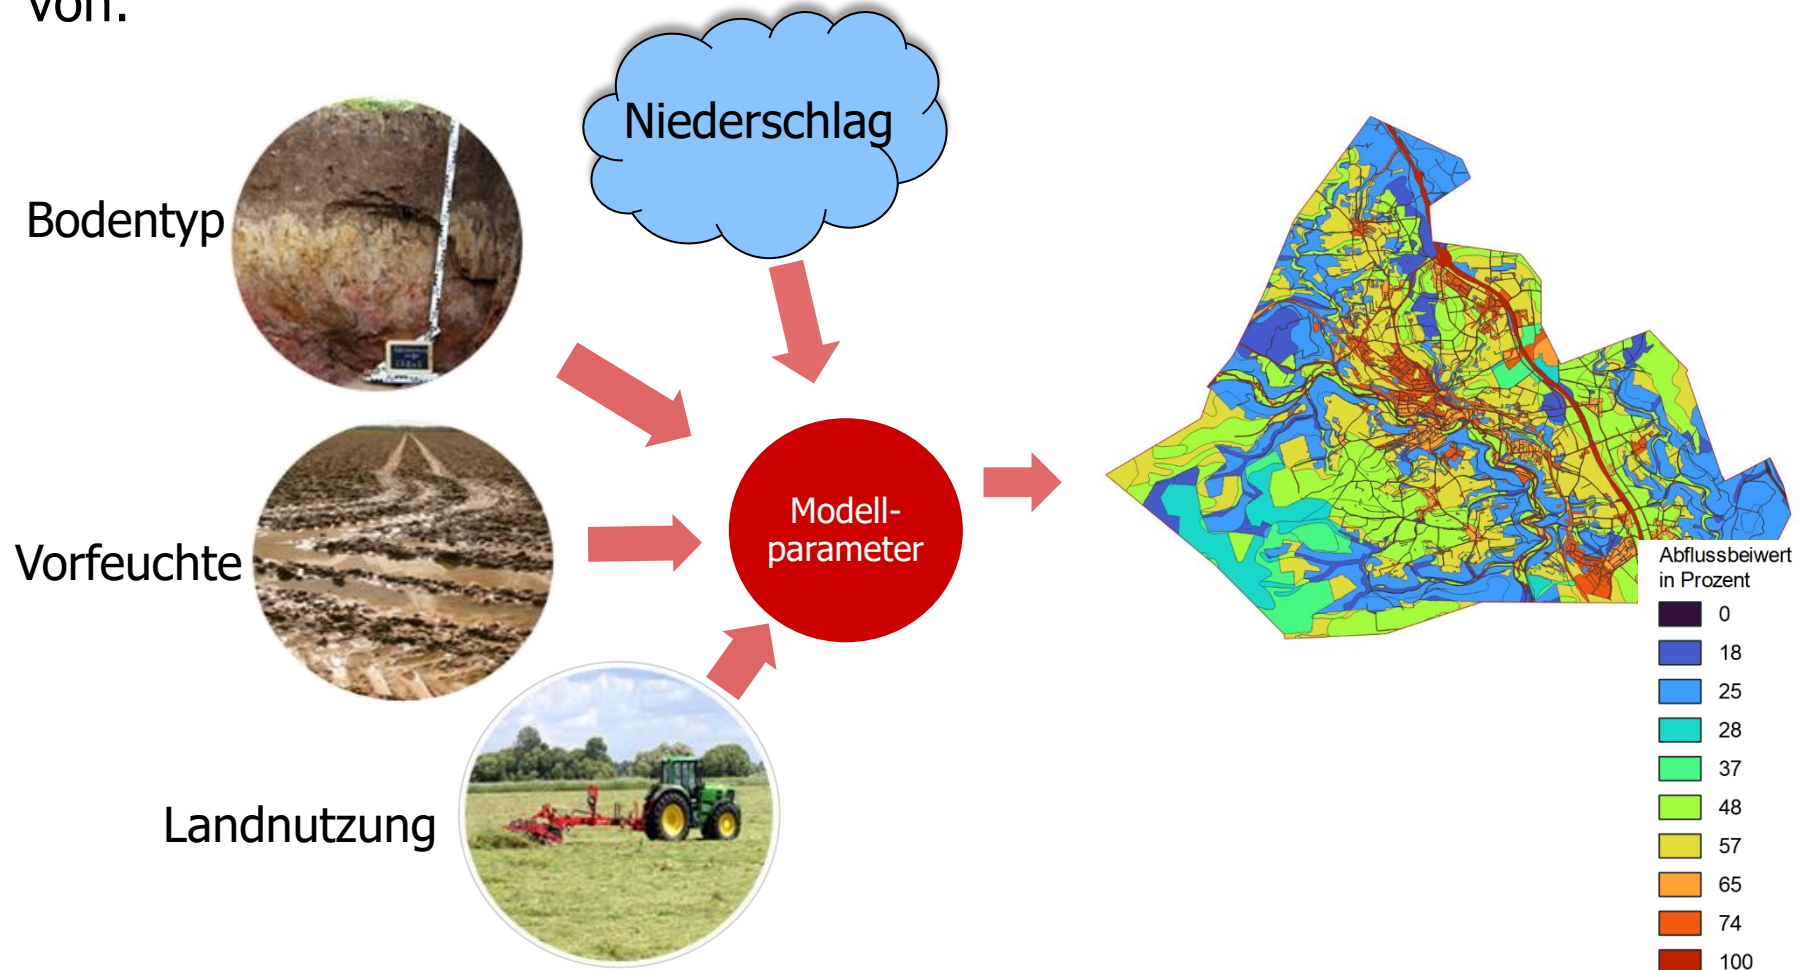 von:
Niederschlag
Bodentyp
Vorfeuchte
Landnutzung
Modell-
parameter
Abflussbeiwert
in Prozent
0
18
25
28
37
48
57
65
74
100